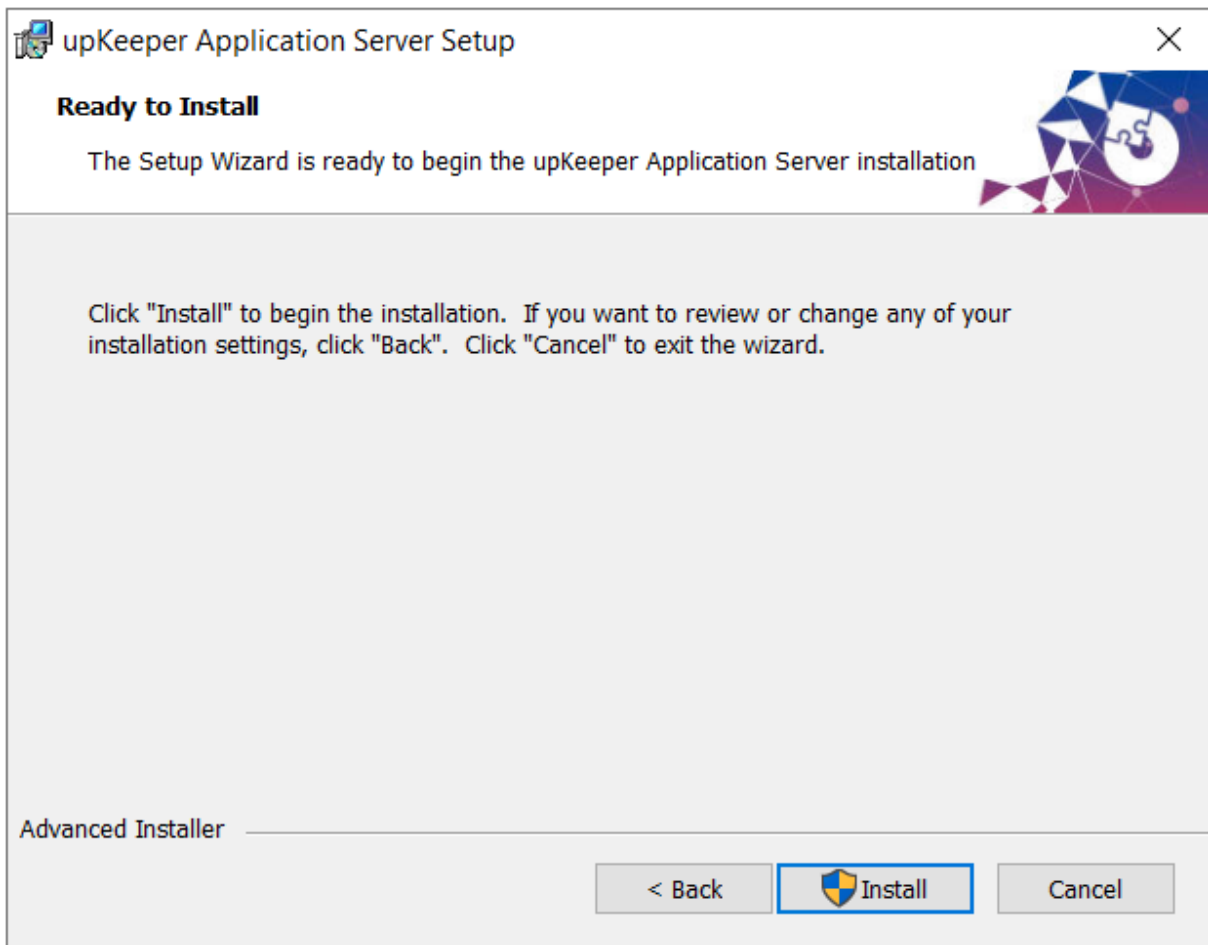 upKeeper Application Server Setup
Ready to Install
The Setup Wizard is ready to begin the upKeeper Application Server installation
Click "Install" to begin the installation.  If you want to review or change any of your
installation settings, click "Back".  Click "Cancel" to exit the wizard.
Advanced Installer
< Back
Install
Cancel